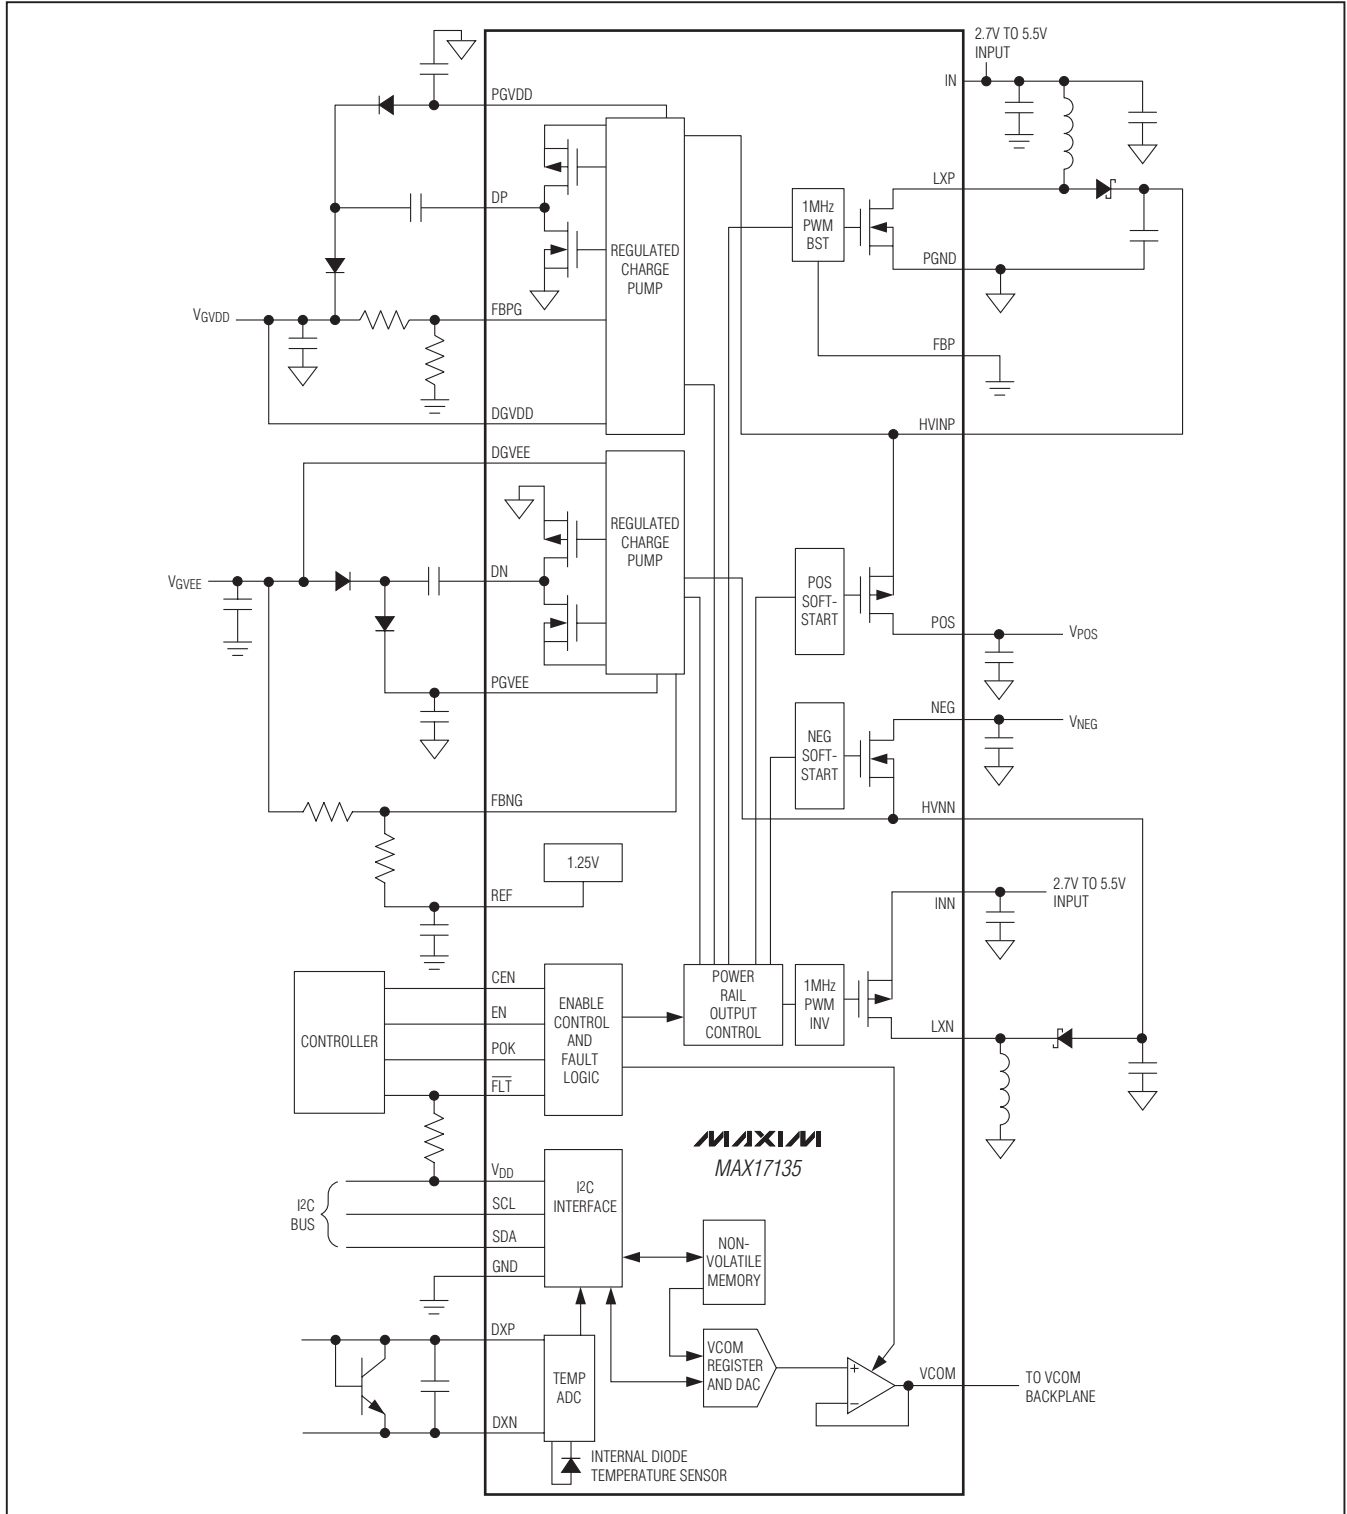 2.7V TO 5.5V
INPUT
IN
PGVDD
LXP
DP
1MHz
PWM
BST
REGULATED
CHARGE
PUMP
PGND
VGVDD
FBPG
FBP
DGVDD
HVINP
DGVEE
REGULATED
CHARGE
PUMP
VGVEE
DN
POS
SOFT-
START
POS
VPOS
PGVEE
NEG
VNEG
NEG
SOFT-
START
FBNG
HVNN
1.25V
REF
2.7V TO 5.5V
INPUT
INN
CONTROLLER
CEN
EN
POK
FLT
ENABLE
CONTROL
AND
FAULT
LOGIC
POWER
RAIL
OUTPUT
CONTROL
1MHz
PWM
INV
LXN
MAXIM
MAX17135
I2C
BUS
VDD
SCL
SDA
GND
I2C
INTERFACE
NON-
VOLATILE
MEMORY
DXP
TEMP
ADC
VCOM
REGISTER
AND DAC
+
−
VCOM
TO VCOM
BACKPLANE
DXN
INTERNAL DIODE
TEMPERATURE SENSOR